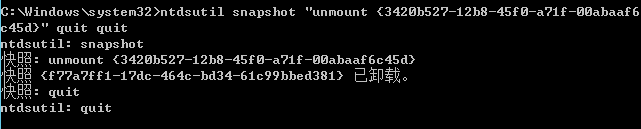 C:\Windows\system32>ntdsutil snapshot "unmount {3420b527-12b8-45f0-a71f-00abaaf6
c45d}" quit quit
ntdsutil: snapshot
快照: unmount {3420b527-12b8-45f0-a71f-00abaaf6c45d}
快照 {f77a7ff1-17dc-464c-bd34-61c99bbed381} 已卸载。
快照: quit
ntdsutil: quit